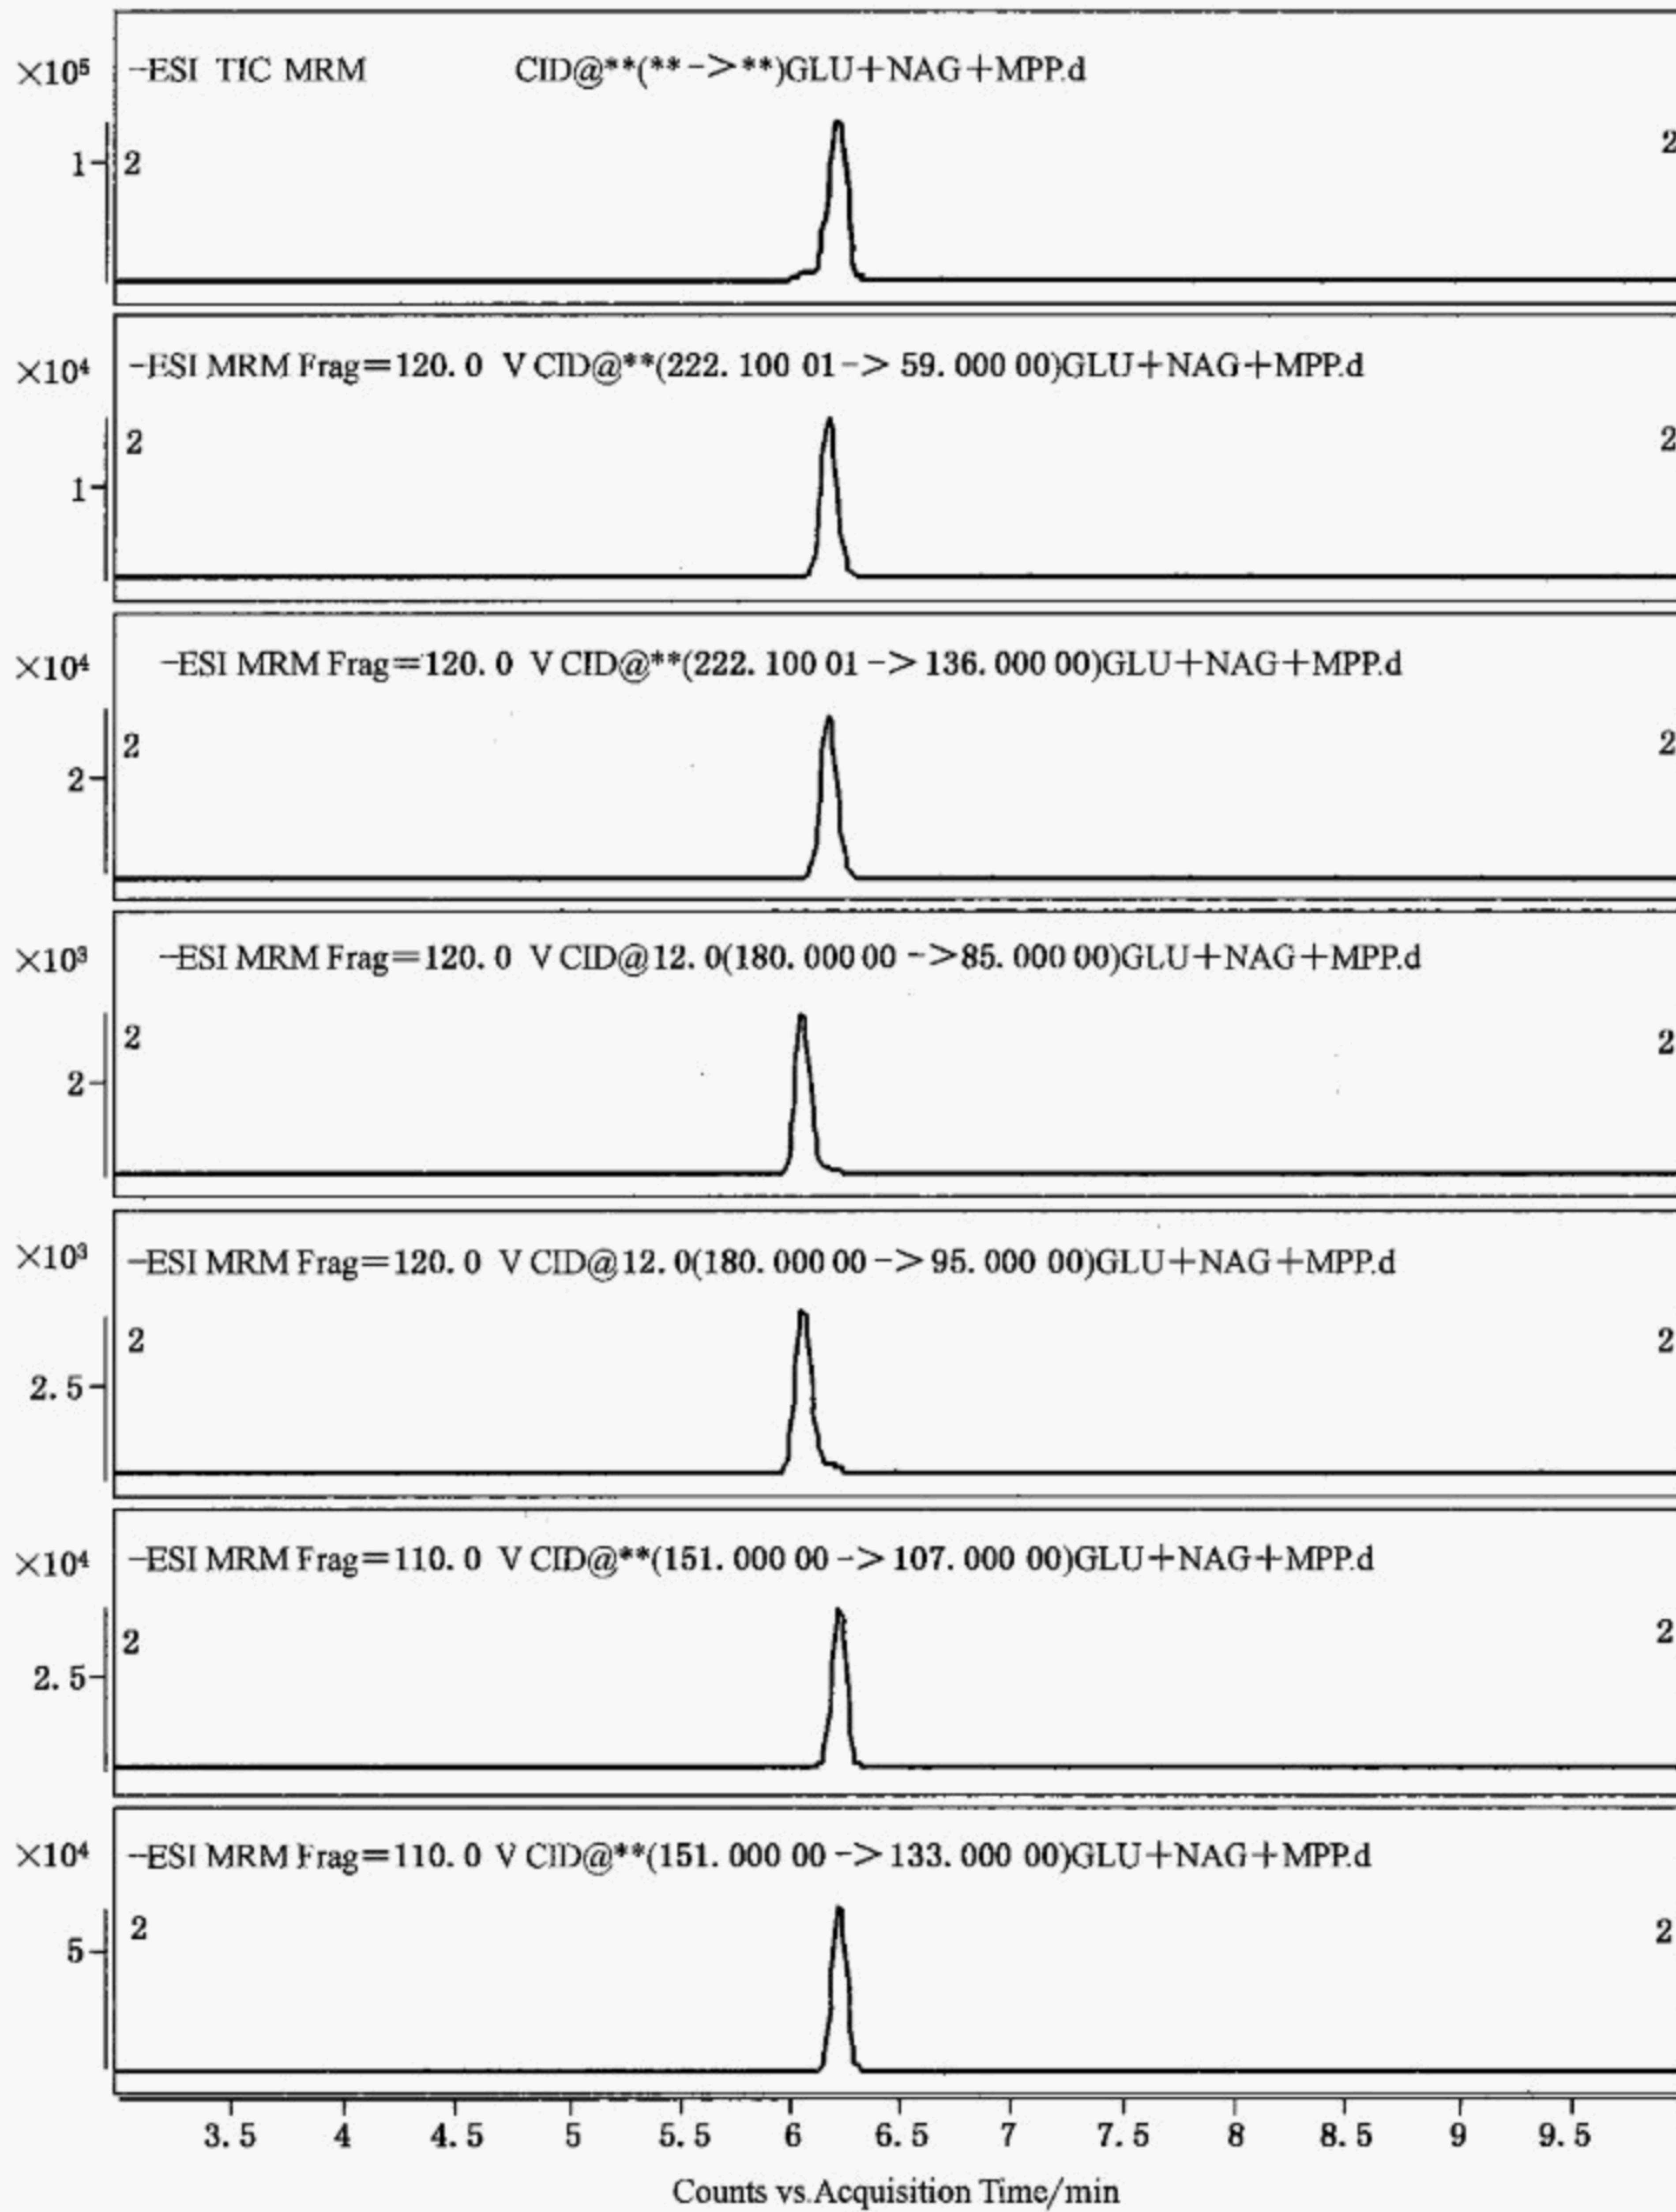 ×10⁵ -ESI TIC MRM CID@**(**->**)GLU+NAG+MPP.d
1 2 2
×10⁴ -ESI MRM Frag=120.0 V CID@**(222.100 01-> 59.000 00)GLU+NAG+MPP.d
2 2
1
×10⁴ -ESI MRM Frag=120.0 V CID@**(222.100 01 -> 136.000 00)GLU+NAG+MPP.d
2 2
2
×10³ -ESI MRM Frag=120.0 V CID@12.0(180.000 00 ->85.000 00)GLU+NAG+MPP.d
2 2
2
×10³ -ESI MRM Frag=120.0 V CID@12.0(180.000 00 -> 95.000 00)GLU+NAG+MPP.d
2 2
2.5
×10⁴ -ESI MRM Frag=110.0 V CID@**(151.000 00 -> 107.000 00)GLU+NAG+MPP.d
2 2
2.5
×10⁴ -ESI MRM Frag=110.0 V CID@**(151.000 00 -> 133.000 00)GLU+NAG+MPP.d
2 2
5
3.5 4 4.5 5 5.5 6 6.5 7 7.5 8 8.5 9 9.5
Counts vs.Acquisition Time/min